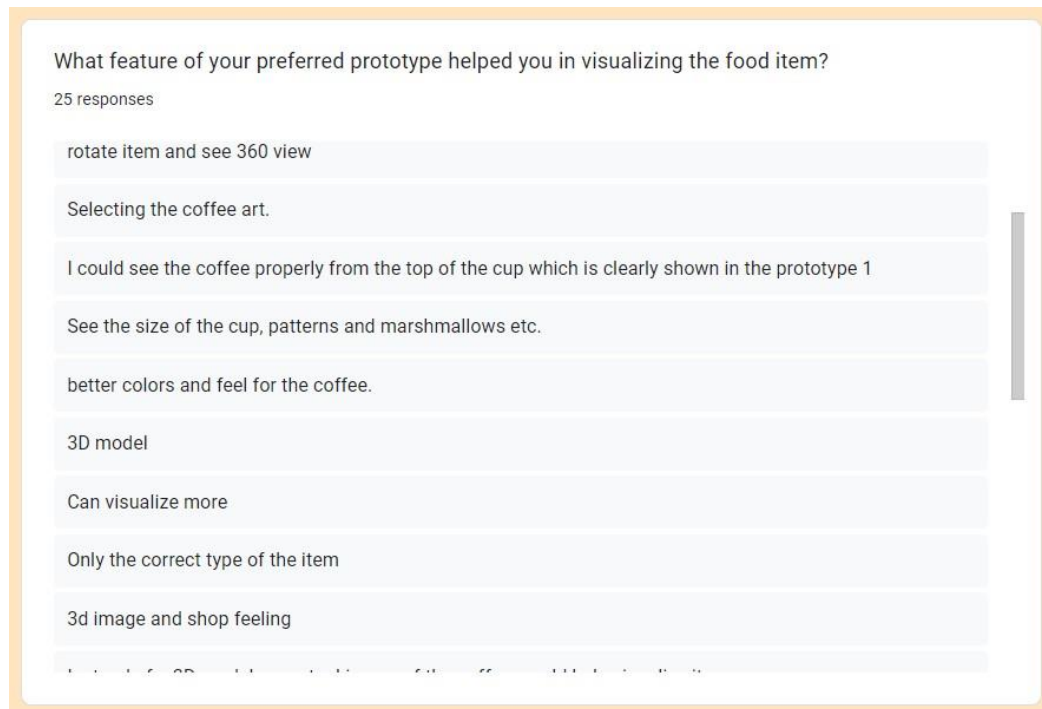 What feature of your preferred prototype helped you in visualizing the food item?
25 responses
rotate item and see 360 view
Selecting the coffee art.
I could see the coffee properly from the top of the cup which is clearly shown in the prototype 1
See the size of the cup, patterns and marshmallows etc.
better colors and feel for the coffee.
3D model
Can visualize more
Only the correct type of the item
3d image and shop feeling